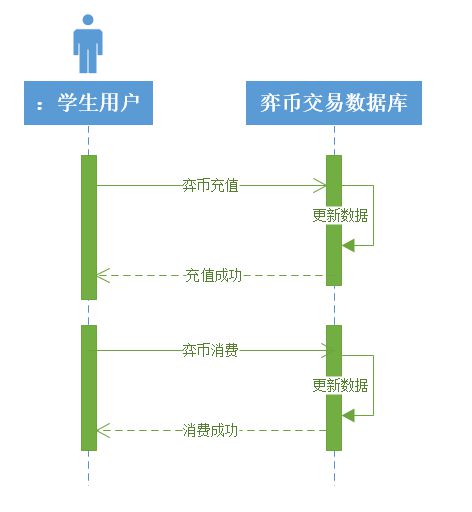 ：学生用户
弈币交易数据库
弈币充值
更新数据
充值成功
弈币消费
更新数据
消费成功